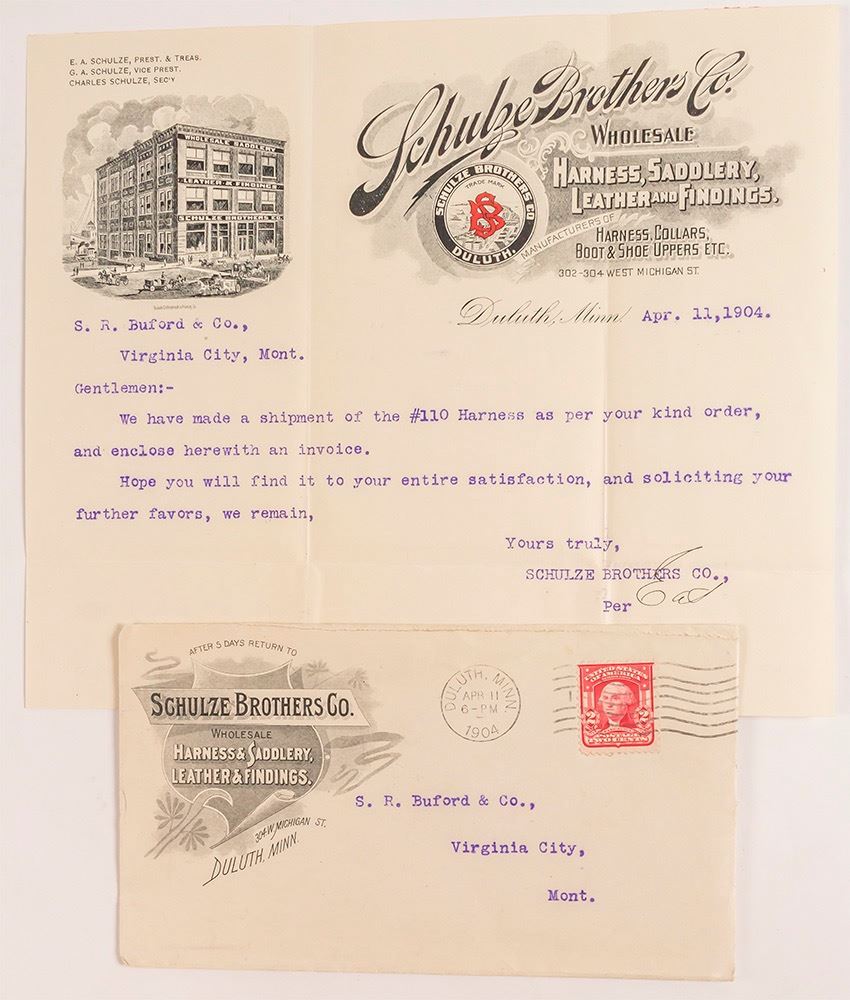 E. A. SCHULZE, PREST. & TREAS.
G. A. SCHULZE, VICE PREST.
CHARLES SCHULZE, SEC'Y
WHOLESALE SADDLERY
LEATHER & FINDINGS
SCHULZE BROTHERS CO.
Schulze Brothers Co.
WHOLESALE
HARNESS, SADDLERY,
LEATHER AND FINDINGS.
SCHULZE BROTHERS CO
TRADE MARK
SB
DULUTH.
MANUFACTURERS OF
HARNESS, COLLARS,
BOOT & SHOE UPPERS ETC.
302-304 WEST MICHIGAN ST.
Duluth, Minn. Apr. 11,1904.
S. R. Buford & Co.,
Virginia City, Mont.
Gentlemen:-
We have made a shipment of the #110 Harness as per your kind order,
and enclose herewith an invoice.
Hope you will find it to your entire satisfaction, and soliciting your
further favors, we remain,
Yours truly,
SCHULZE BROTHERS CO.,
Per
AFTER 5 DAYS RETURN TO
SCHULZE BROTHERS CO.
WHOLESALE
HARNESS & SADDLERY,
LEATHER & FINDINGS.
304 W. MICHIGAN ST.
DULUTH, MINN.
DULUTH, MINN.
APR 11
6-PM
1904
UNITED STATES
OF AMERICA
2 2
POSTAGE
TWO CENTS
S. R. Buford & Co.,
Virginia City,
Mont.